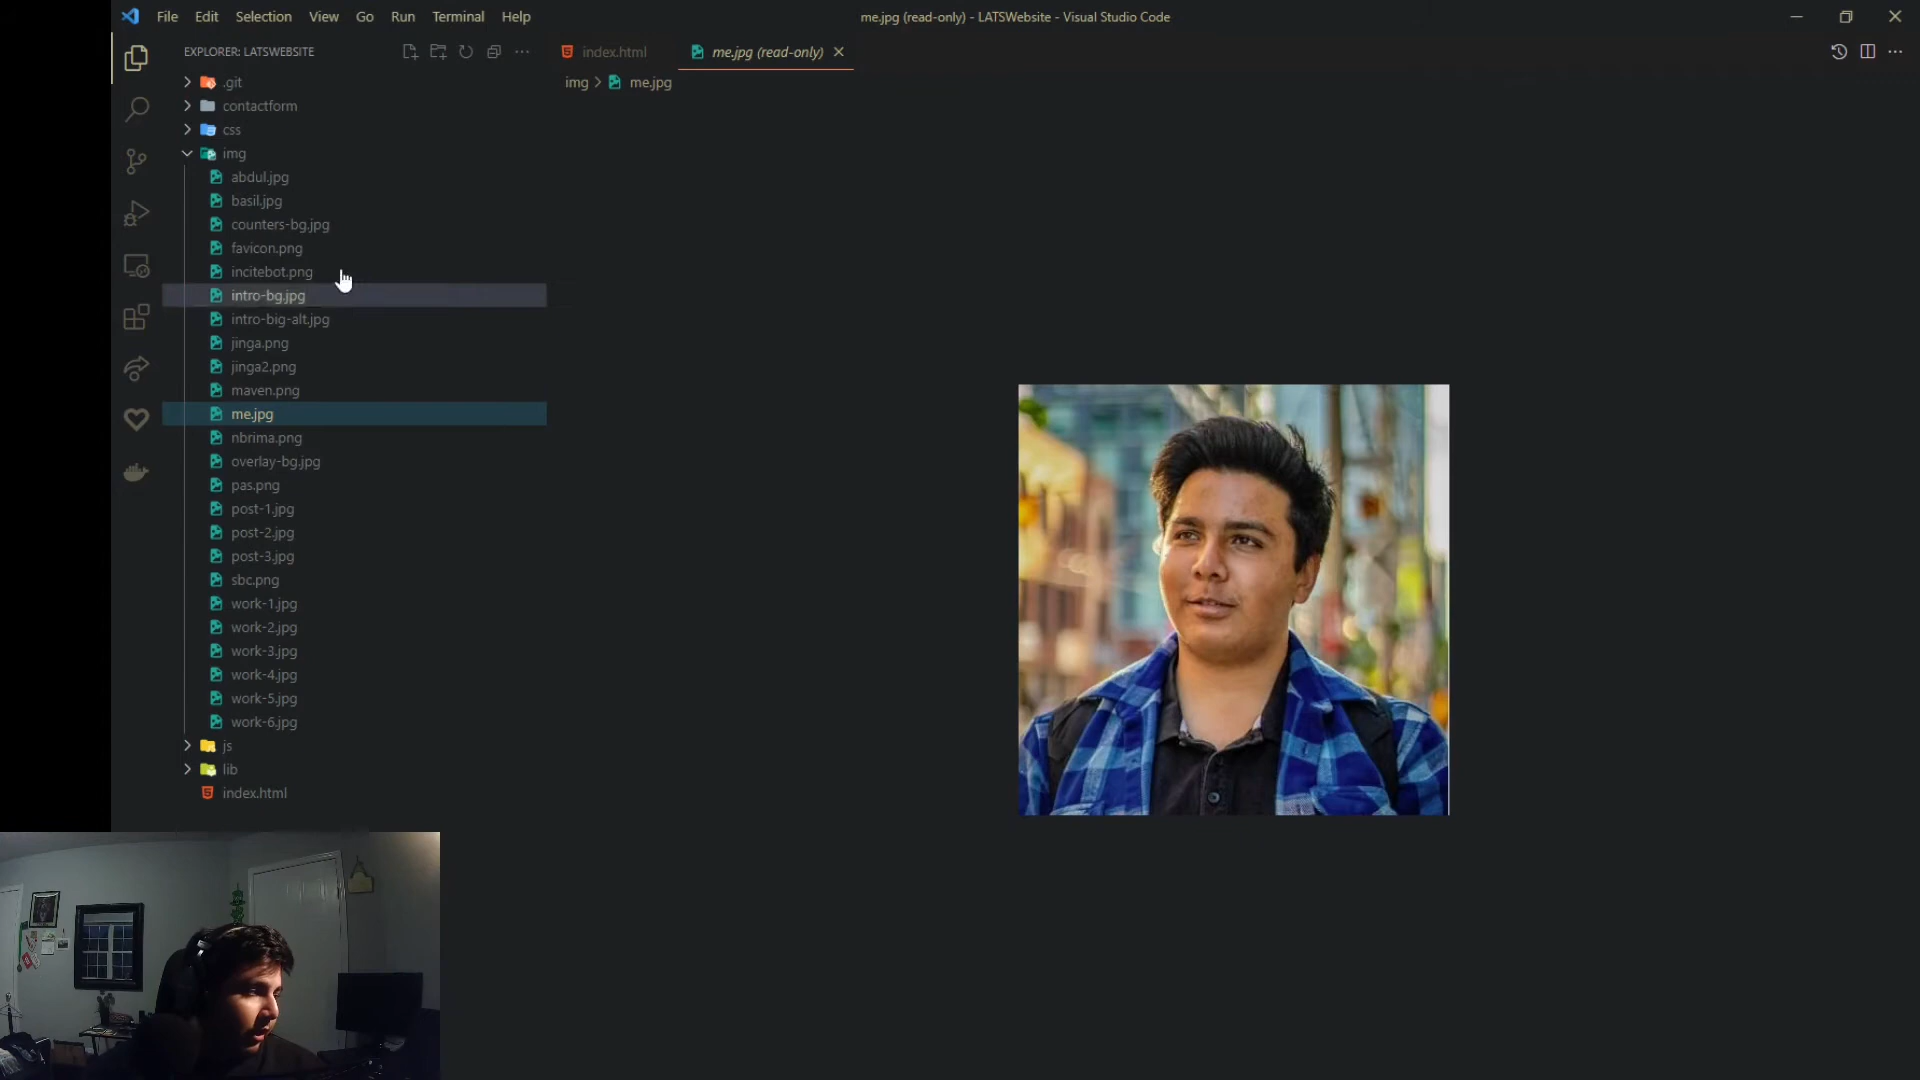 File Edit Selection View Go Run Terminal Help
me.jpg (read-only) - LATSWebsite - Visual Studio Code
EXPLORER: LATSWEBSITE
index.html
me.jpg (read-only)
img > me.jpg
.git
contactform
css
img
abdul.jpg
basil.jpg
counters-bg.jpg
favicon.png
incitebot.png
intro-bg.jpg
intro-big-alt.jpg
jinga.png
jinga2.png
maven.png
me.jpg
nbrima.png
overlay-bg.jpg
pas.png
post-1.jpg
post-2.jpg
post-3.jpg
sbc.png
work-1.jpg
work-2.jpg
work-3.jpg
work-4.jpg
work-5.jpg
work-6.jpg
js
lib
index.html